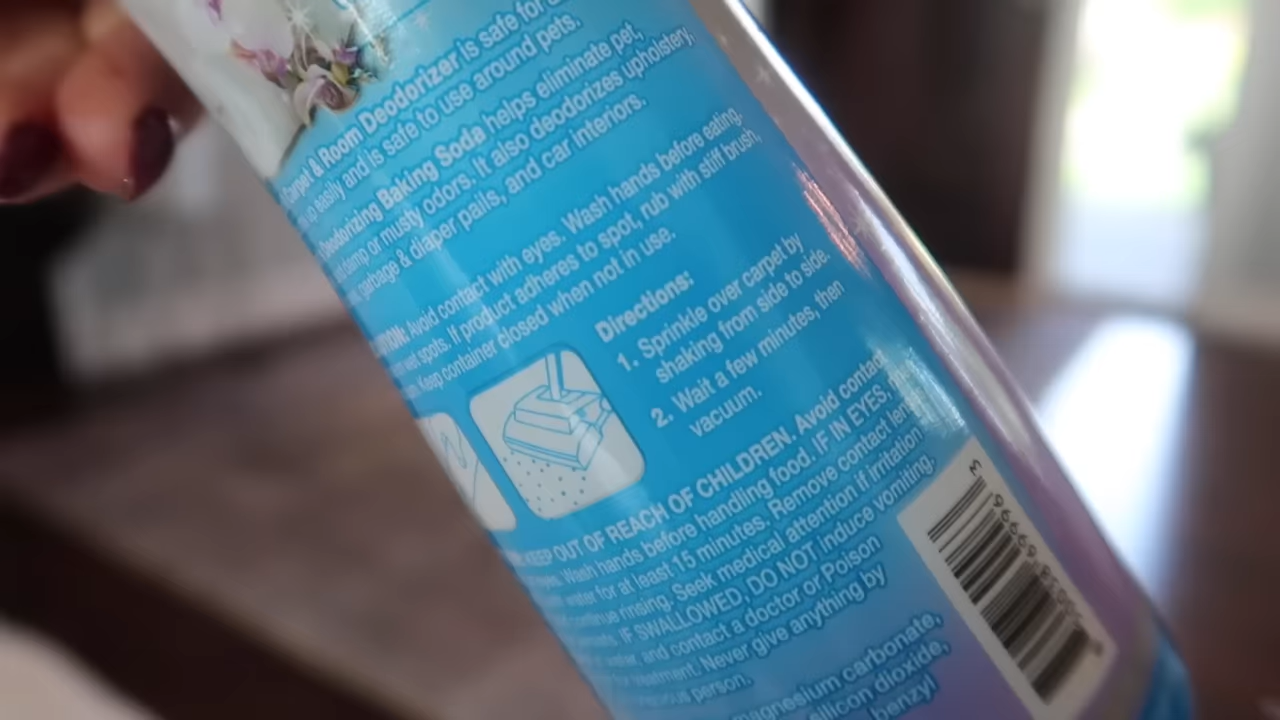 Carpet & Room Deodorizer is safe for
up easily and is safe to use around pets.
Deodorizing Baking Soda helps eliminate pet,
damp or musty odors. It also deodorizes upholstery,
garbage & diaper pails, and car interiors.
Avoid contact with eyes. Wash hands before eating.
wet spots. If product adheres to spot, rub with stiff brush,
Keep container closed when not in use.
Directions:
1. Sprinkle over carpet by
shaking from side to side.
2. Wait a few minutes, then
vacuum.
KEEP OUT OF REACH OF CHILDREN. Avoid contact
Wash hands before handling food. IF IN EYES,
water for at least 15 minutes. Remove contact
continue rinsing. Seek medical attention if irritation
IF SWALLOWED, DO NOT induce vomiting.
water, and contact a doctor or Poison
treatment. Never give anything by
person.
magnesium carbonate,
silicon dioxide,
benzyl